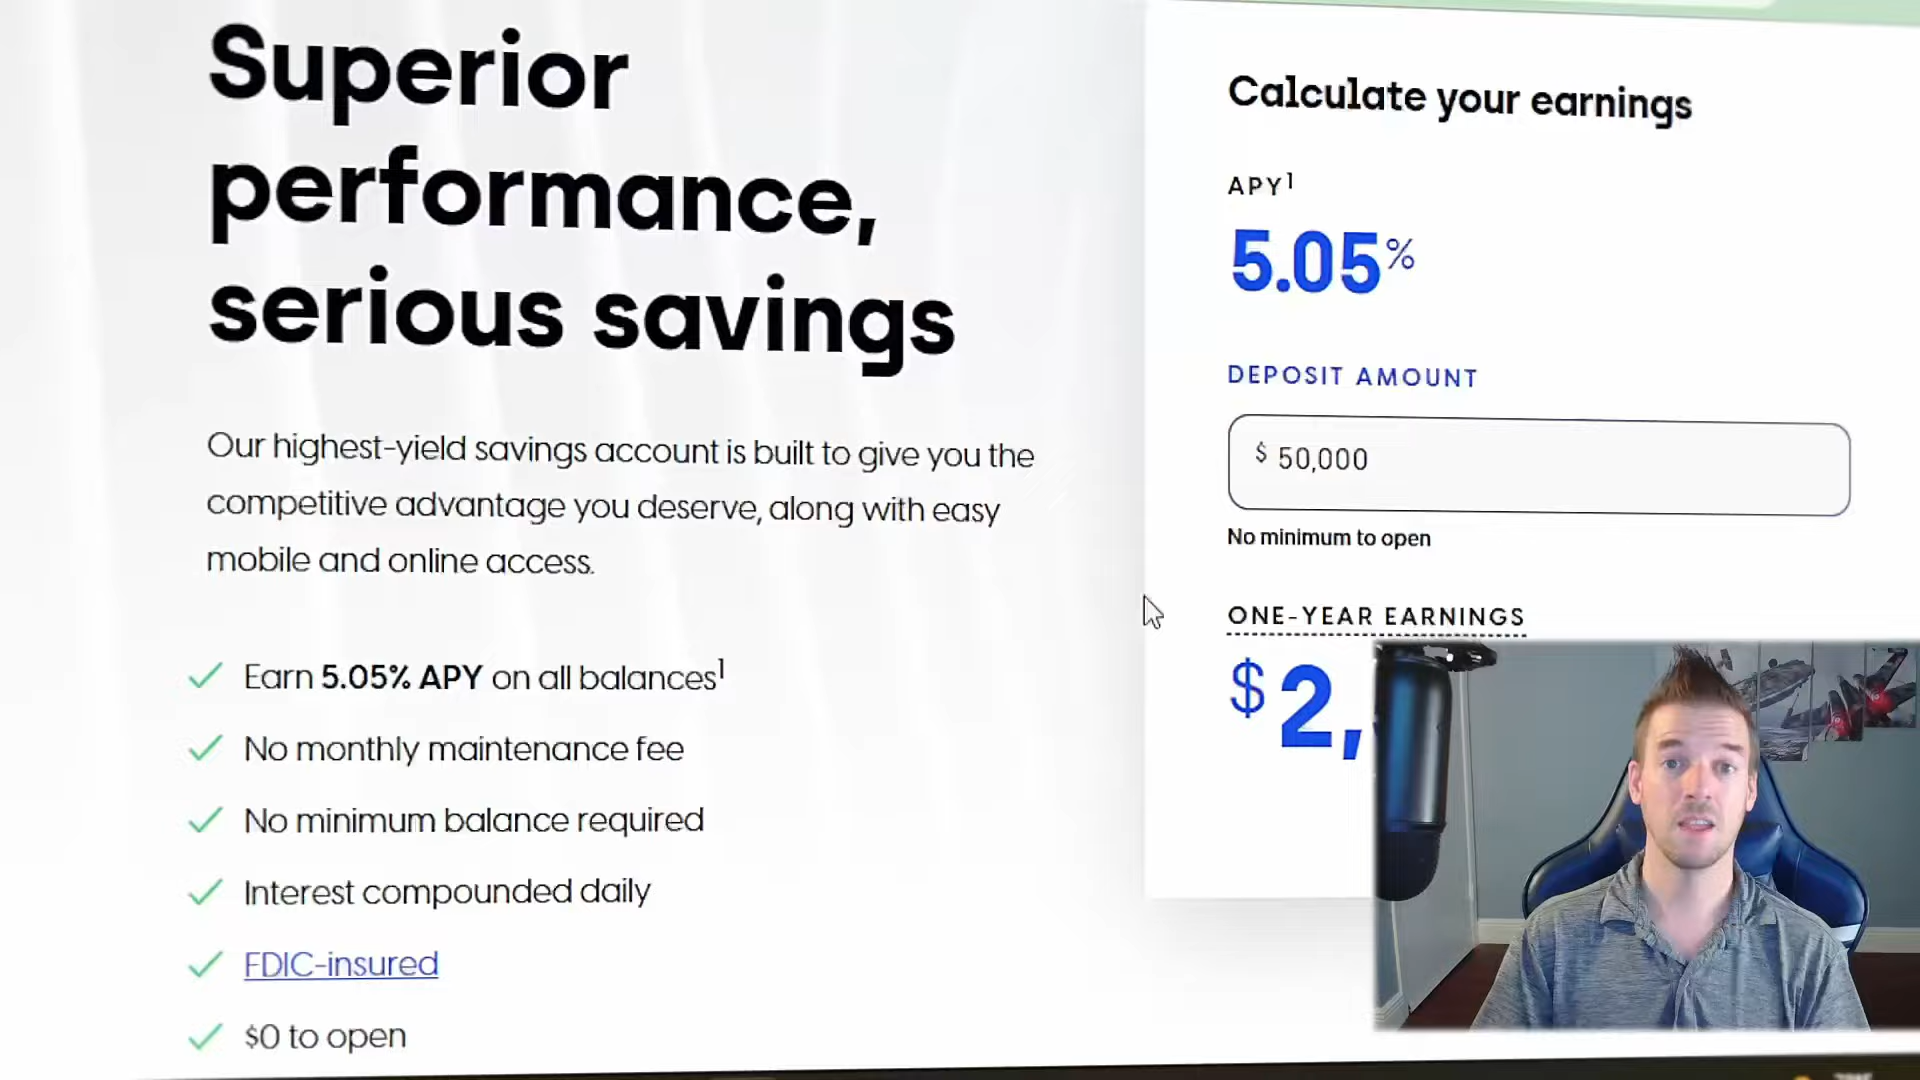 Superior
performance,
serious savings
Our highest-yield savings account is built to give you the
competitive advantage you deserve, along with easy
mobile and online access.
Earn 5.05% APY on all balances¹
No monthly maintenance fee
No minimum balance required
Interest compounded daily
FDIC-insured
$0 to open
Calculate your earnings
APY¹
5.05%
DEPOSIT AMOUNT
$ 50,000
No minimum to open
ONE-YEAR EARNINGS
$2,